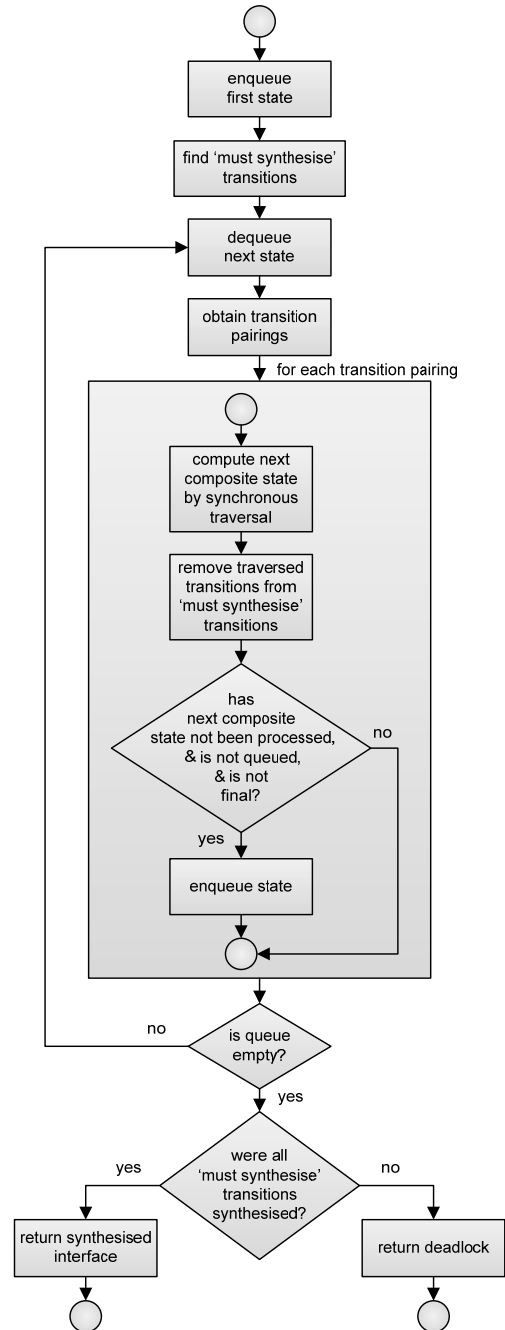 enqueue
first state
find ‘must synthesise’
transitions
dequeue
next state
obtain transition
pairings
for each transition pairing
compute next
composite state
by synchronous
traversal
remove traversed
transitions from
‘must synthesise’
transitions
has
next composite
state not been processed,
& is not queued,
& is not
final?
no
yes
enqueue state
is queue
empty?
no
yes
were all
‘must synthesise’
transitions
synthesised?
yes
no
return synthesised
interface
return deadlock